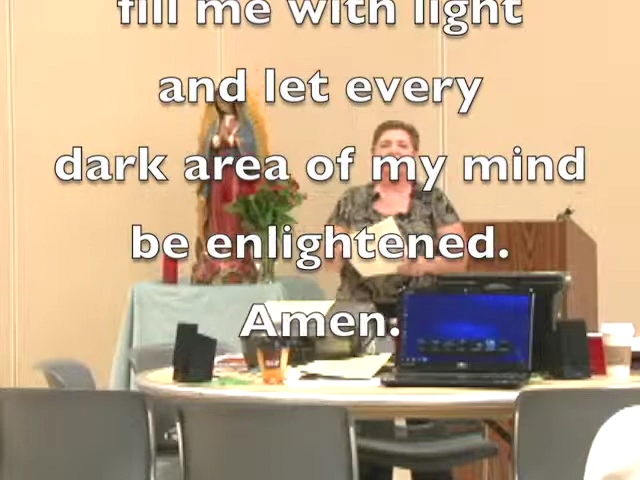 fill me with light
and let every
dark area of my mind
be enlightened.
Amen.